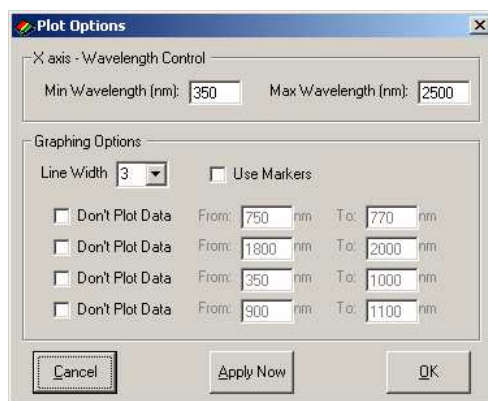 Plot Options
X axis - Wavelength Control
Min Wavelength (nm): 350 Max Wavelength (nm): 2500
Graphing Options
Line Width 3 Use Markers
Don't Plot Data From: 750 nm To: 770 nm
Don't Plot Data From: 1800 nm To: 2000 nm
Don't Plot Data From: 350 nm To: 1000 nm
Don't Plot Data From: 900 nm To: 1100 nm
Cancel Apply Now OK